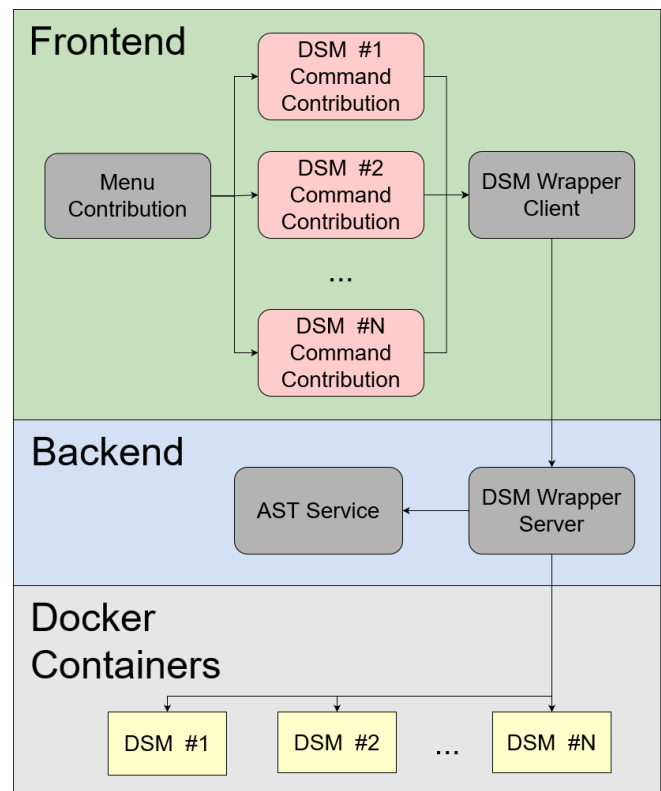 Frontend
DSM #1
Command
Contribution
Menu
Contribution
DSM #2
Command
Contribution
DSM Wrapper
Client
...
DSM #N
Command
Contribution
Backend
AST Service
DSM Wrapper
Server
Docker
Containers
DSM #1
DSM #2
...
DSM #N